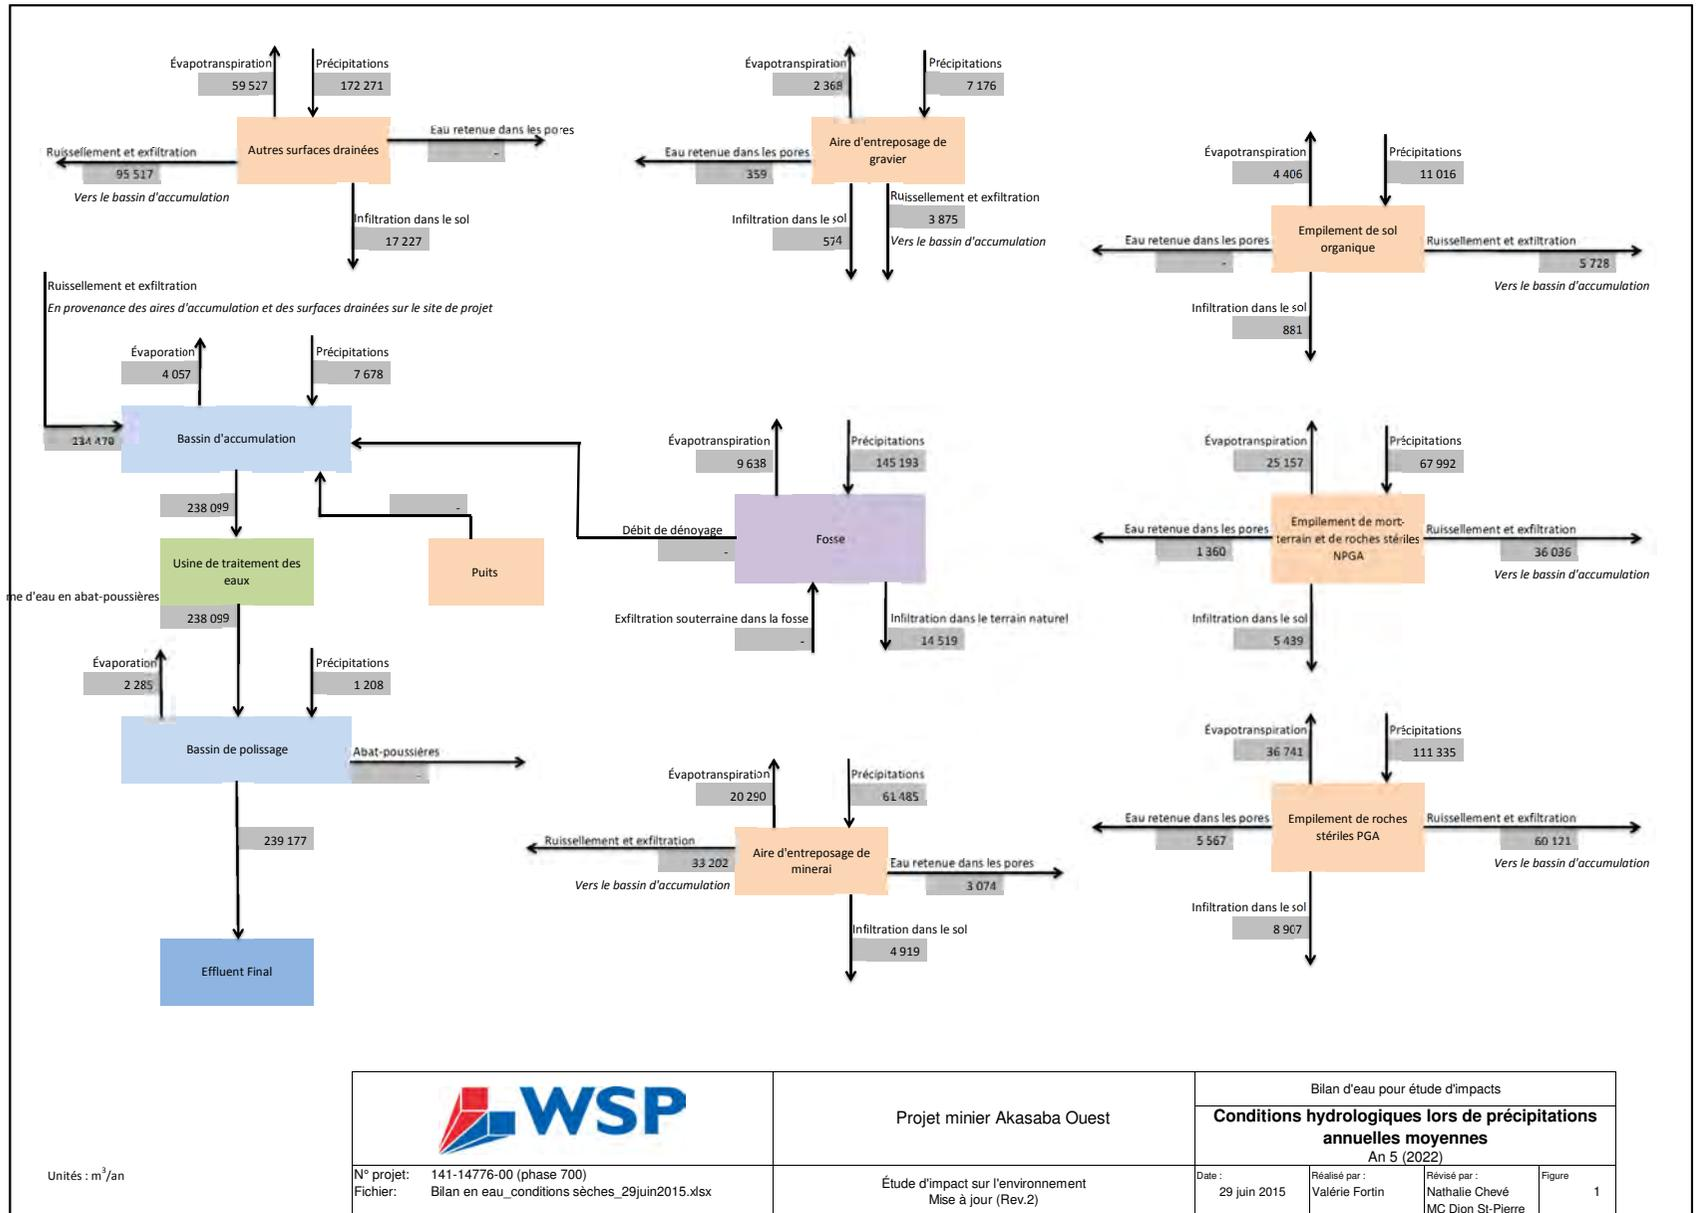 Évapotranspiration
59 527
Précipitations
172 271
Autres surfaces drainées
Eau retenue dans les pores
-
Ruissellement et exfiltration
95 517
Vers le bassin d'accumulation
Infiltration dans le sol
17 227
Évapotranspiration
2 368
Précipitations
7 176
Aire d'entreposage de
gravier
Eau retenue dans les pores
359
Infiltration dans le sol
574
Ruissellement et exfiltration
3 875
Vers le bassin d'accumulation
Évapotranspiration
4 406
Précipitations
11 016
Empilement de sol
organique
Eau retenue dans les pores
-
Ruissellement et exfiltration
5 728
Vers le bassin d'accumulation
Infiltration dans le sol
881
Ruissellement et exfiltration
En provenance des aires d'accumulation et des surfaces drainées sur le site de projet
Évaporation
4 057
Précipitations
7 678
234 479
Bassin d'accumulation
238 099
-
Usine de traitement des
eaux
Puits
me d'eau en abat-poussières
238 099
Évaporation
2 285
Précipitations
1 208
Bassin de polissage
Abat-poussières
-
239 177
Effluent Final
Évapotranspiration
9 638
Précipitations
145 193
Débit de dénoyage
-
Fosse
Exfiltration souterraine dans la fosse
-
Infiltration dans le terrain naturel
14 519
Évapotranspiration
25 157
Précipitations
67 992
Eau retenue dans les pores
1 360
Empilement de mort-
terrain et de roches stériles
NPGA
Ruissellement et exfiltration
36 036
Vers le bassin d'accumulation
Infiltration dans le sol
5 439
Évapotranspiration
20 290
Précipitations
61 485
Ruissellement et exfiltration
33 202
Vers le bassin d'accumulation
Aire d'entreposage de
minerai
Eau retenue dans les pores
3 074
Infiltration dans le sol
4 919
Évapotranspiration
36 741
Précipitations
111 335
Eau retenue dans les pores
5 567
Empilement de roches
stériles PGA
Ruissellement et exfiltration
60 121
Vers le bassin d'accumulation
Infiltration dans le sol
8 907
Unités : m³/an
WSP
N° projet: 141-14776-00 (phase 700)
Fichier: Bilan en eau_conditions sèches_29juin2015.xlsx
Projet minier Akasaba Ouest
Étude d'impact sur l'environnement
Mise à jour (Rev.2)
Bilan d'eau pour étude d'impacts
Conditions hydrologiques lors de précipitations
annuelles moyennes
An 5 (2022)
Date :
29 juin 2015
Réalisé par :
Valérie Fortin
Révisé par :
Nathalie Chevé
MC Dion St-Pierre
Figure
1